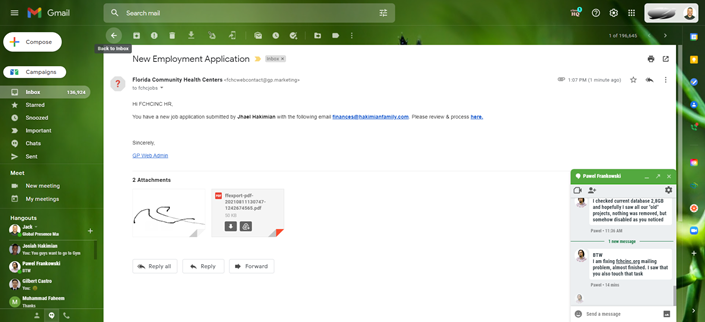 Gmail
Search mail
Compose
Back to Inbox
1 of 196,645
Campaigns
Inbox 136,924
Starred
Snoozed
Important
Chats
Sent
Meet
New meeting
My meetings
Hangouts
Jack
Global Presence Ma
Josiah Hakimian
You: You guys want to go to Gym
Pawel Frankowski
BTW
Gilbert Castro
You:
Muhammad Faheem
Thanks
New Employment Application
Inbox ×
Florida Community Health Centers <fchcwebcontact@gp.marketing>
to fchcjobs
1:07 PM (1 minute ago)
Hi FCHCINC HR,
You have a new job application submitted by Jhael Hakimian with the following email finances@hakimianfamily.com. Please review & process here.
Sincerely,
GP Web Admin
2 Attachments
ffexport-pdf-
20210811130747-
1242674565.pdf
50 KB
Reply all
Reply
Forward
Pawel Frankowski
I checked current database 2,8GB
and hopefully I saw all our "old"
projects, nothing was removed, but
somehow disabled as you noticed
Pawel • 11:36 AM
1 new message
BTW
I am fixing fchcinc.org mailing
problem, almost finished, I saw that
you also touch that task
Pawel • 14 mins
Send a message